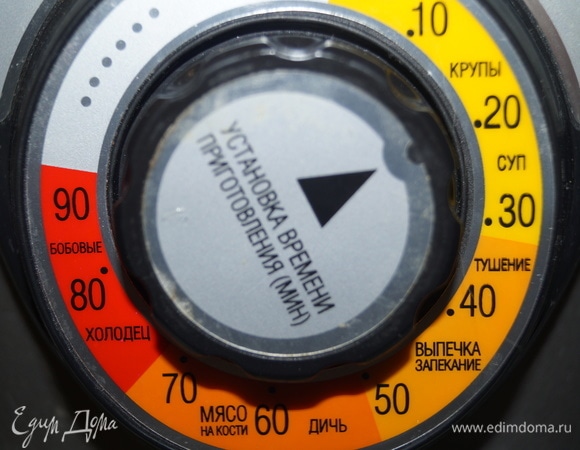 .10
КРУПЫ
.20
СУП
.30
ТУШЕНИЕ
.40
ВЫПЕЧКА
ЗАПЕКАНИЕ
50
ДИЧЬ
60
МЯСО
НА КОСТИ
70
ХОЛОДЕЦ
80
БОБОВЫЕ
90
УСТАНОВКА ВРЕМЕНИ
ПРИГОТОВЛЕНИЯ (МИН)
Едим Дома
www.edimdoma.ru